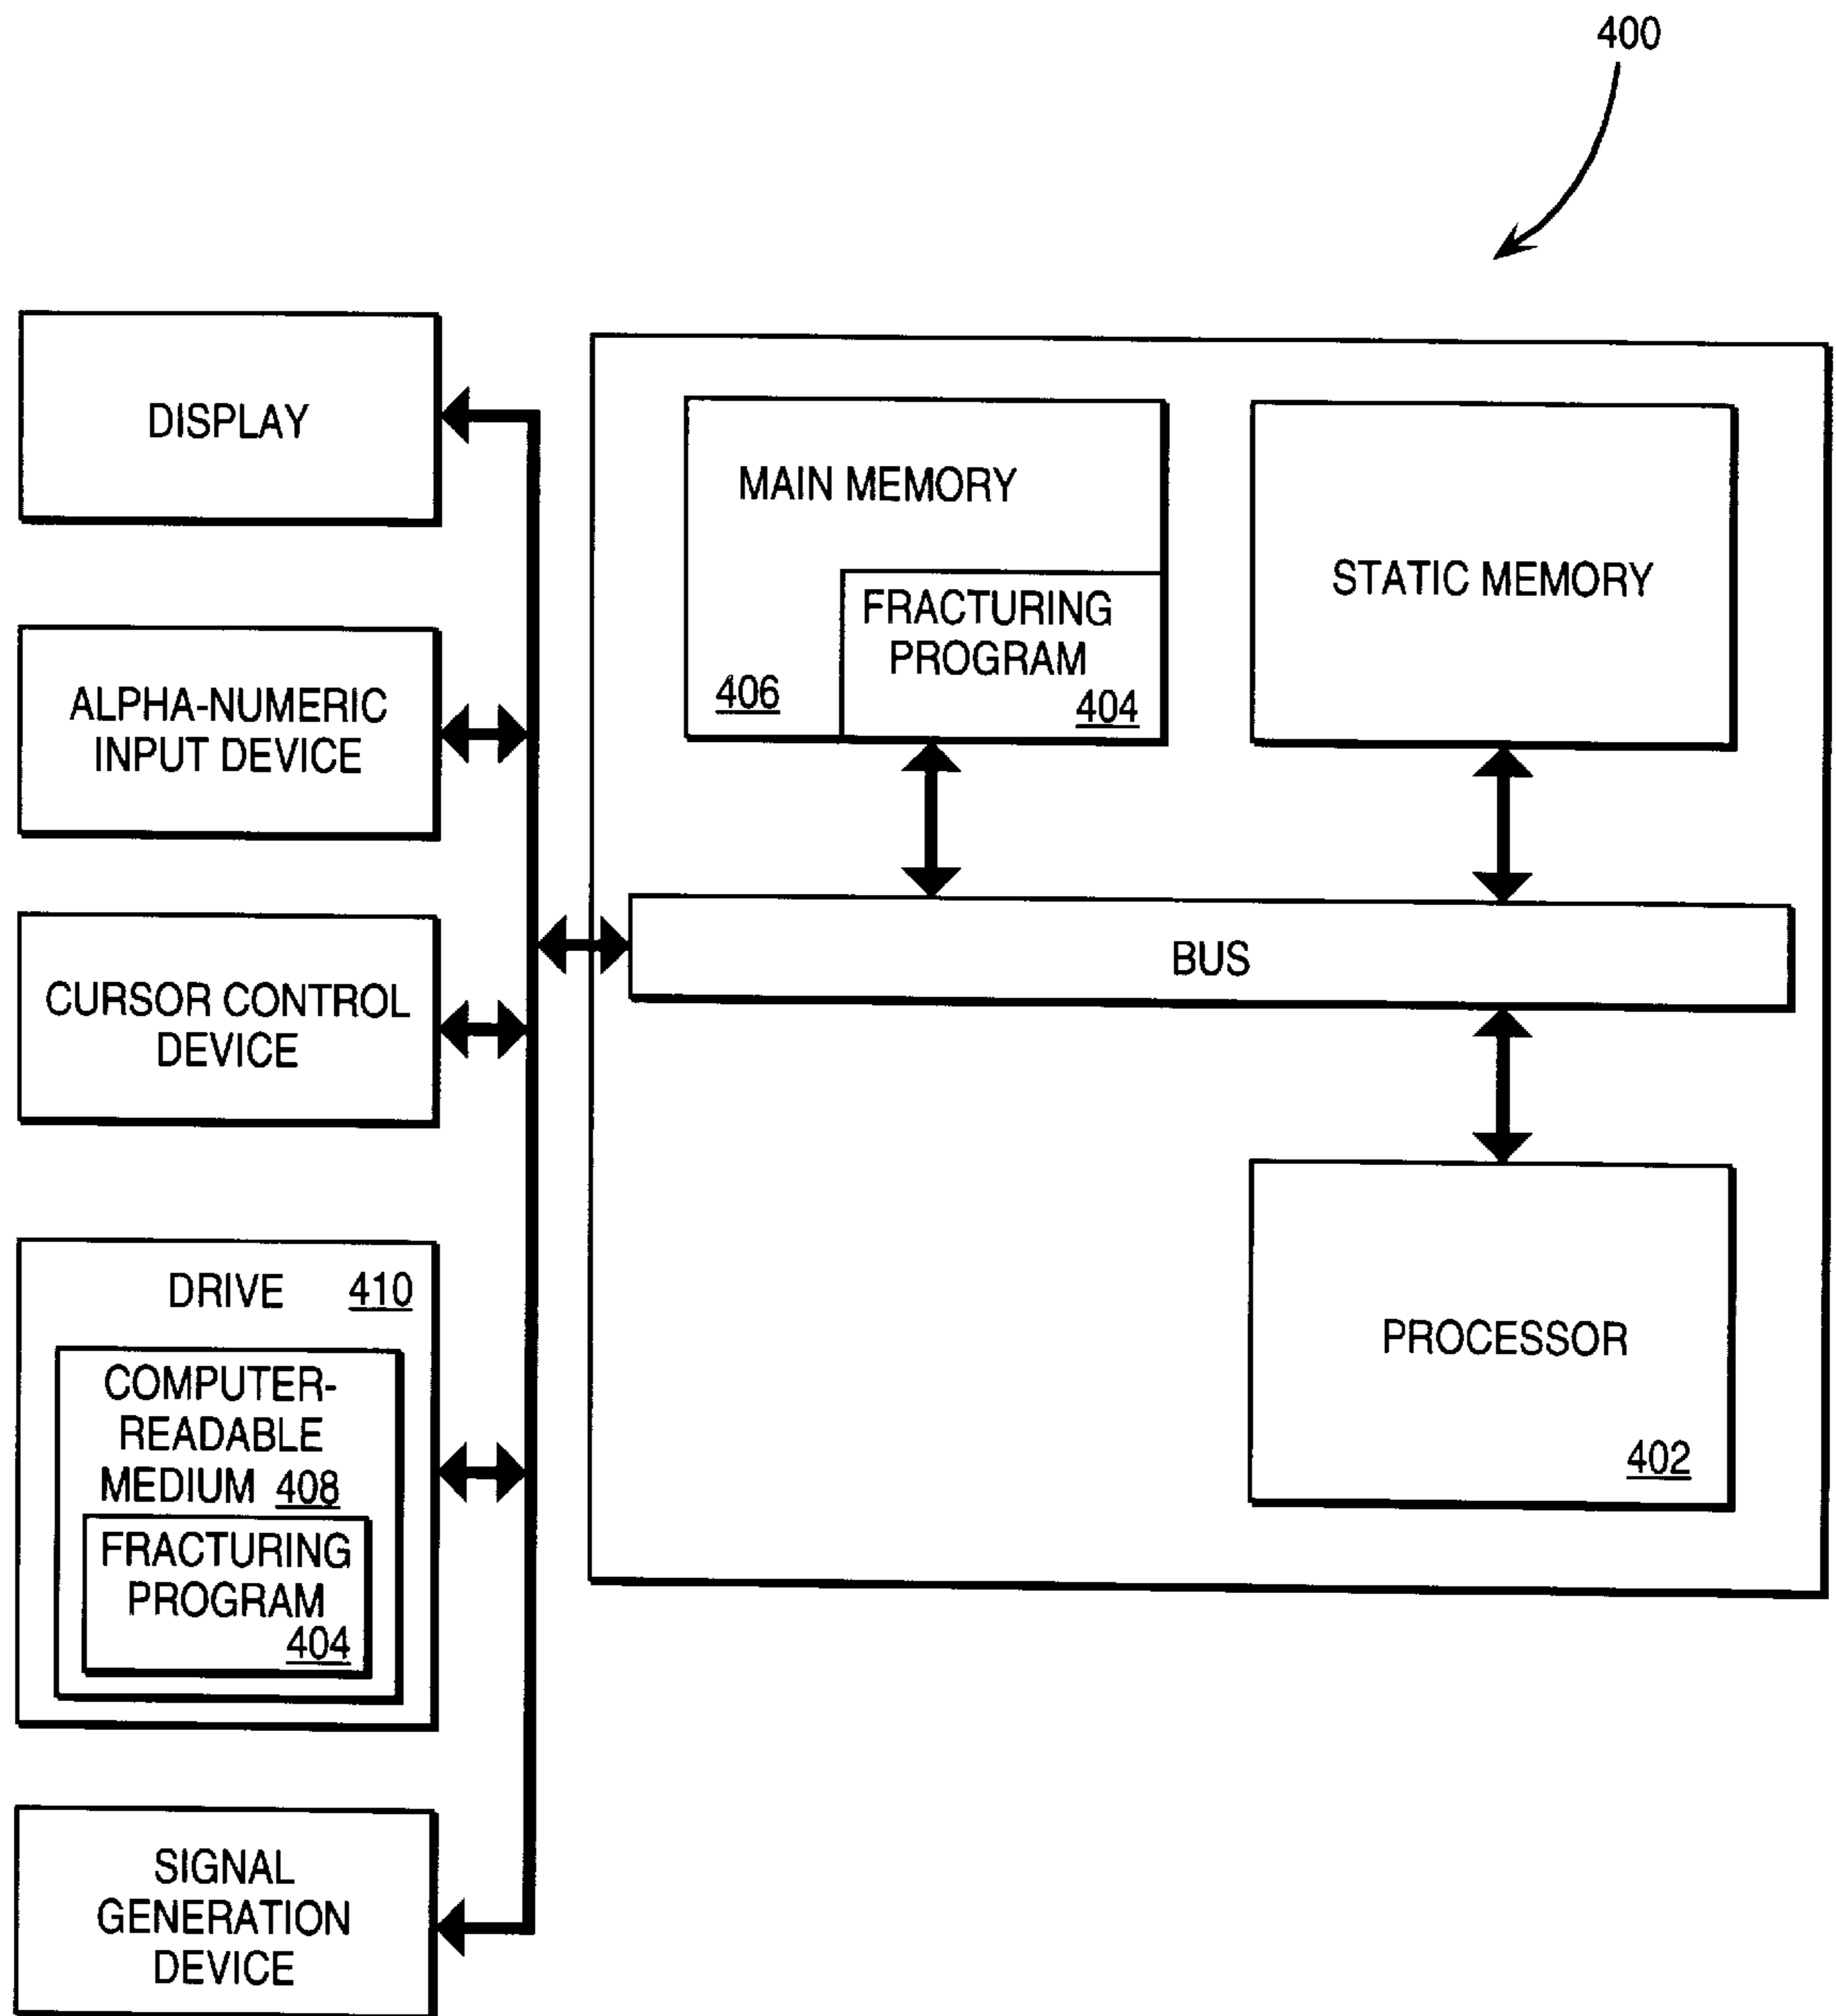 400
DISPLAY
ALPHA-NUMERIC
INPUT DEVICE
CURSOR CONTROL
DEVICE
DRIVE 410
COMPUTER-
READABLE
MEDIUM 408
FRACTURING
PROGRAM
404
SIGNAL
GENERATION
DEVICE
MAIN MEMORY
406
FRACTURING
PROGRAM
404
STATIC MEMORY
BUS
PROCESSOR
402